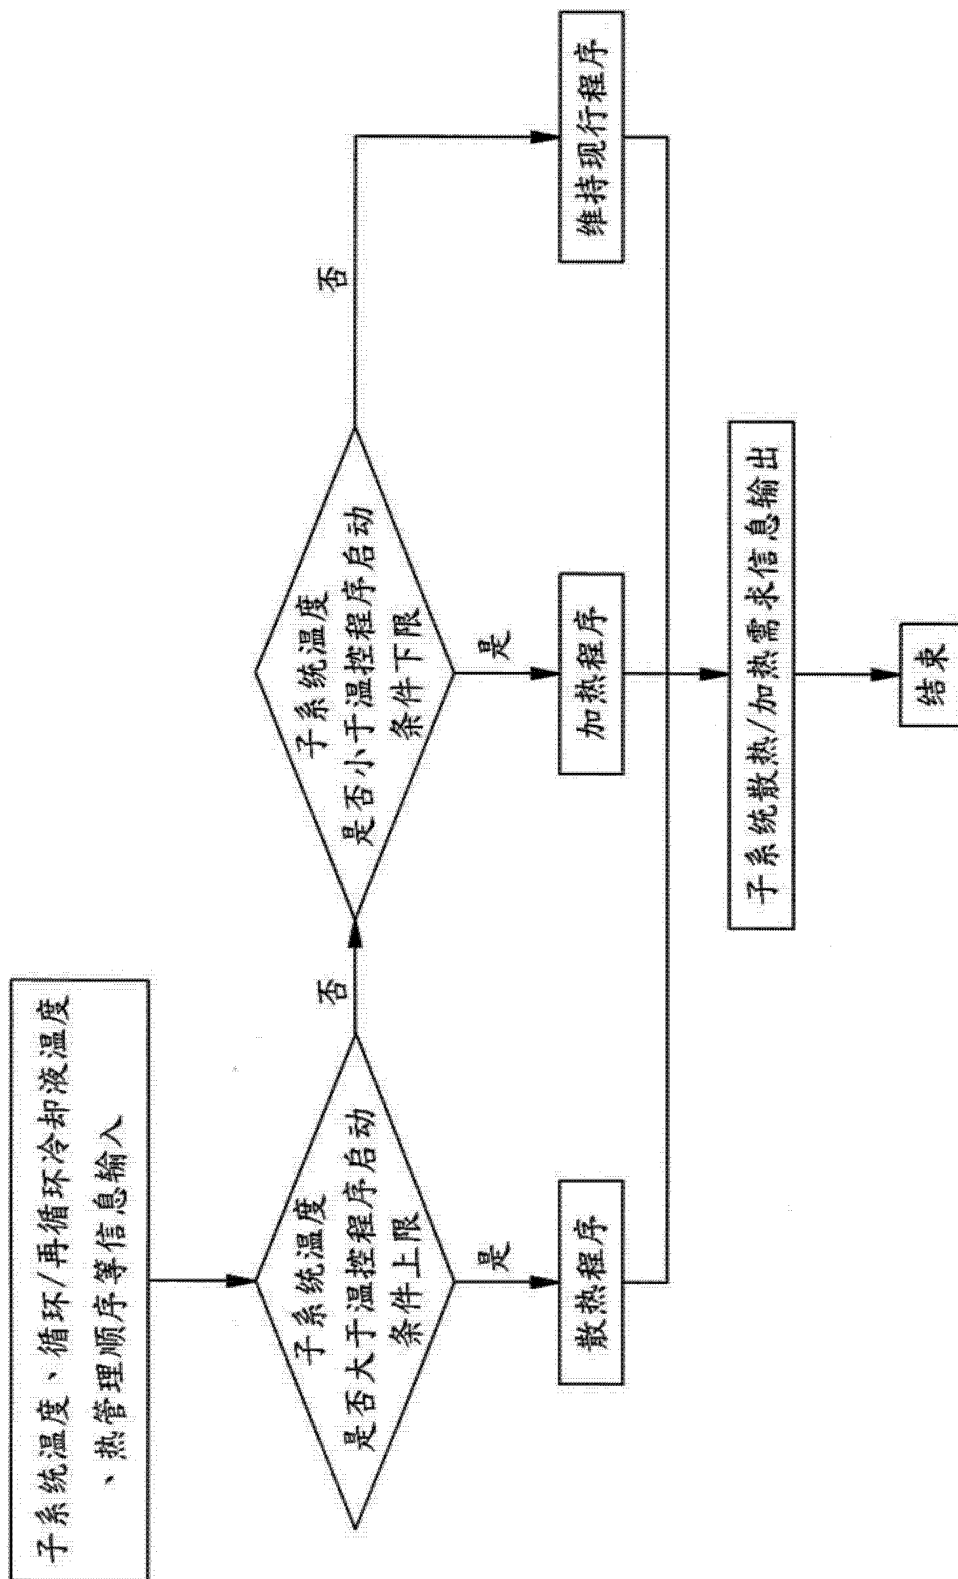 子系统温度、循环/再循环冷却液温度
、热管理顺序等信息输入
子系统温度
是否大于温控程序启动
条件上限
否
是
子系统温度
是否小于温控程序启动
条件下限
否
是
散热程序
加热程序
维持现行程序
子系统散热/加热需求信息输出
结束